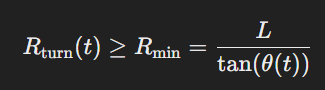 R_turn(t) ≥ R_min = L / tan(θ(t))